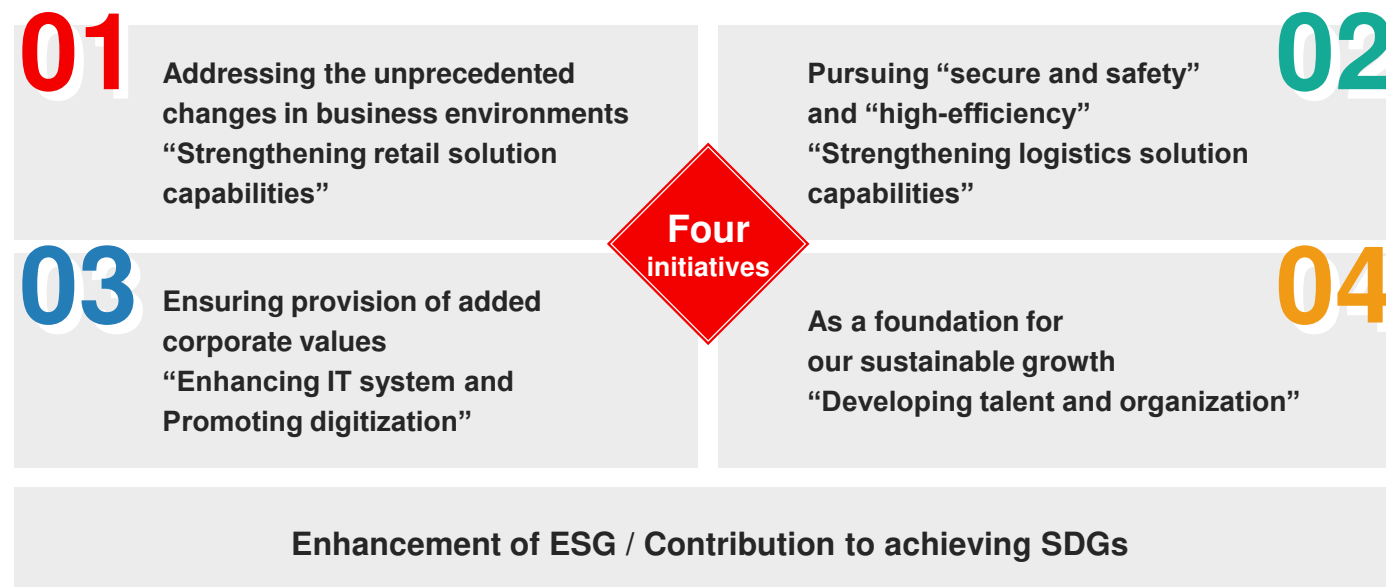 01
Addressing the unprecedented
changes in business environments
“Strengthening retail solution
capabilities”
02
Pursuing “secure and safety”
and “high-efficiency”
“Strengthening logistics solution
capabilities”
Four
initiatives
03
Ensuring provision of added
corporate values
“Enhancing IT system and
Promoting digitization”
04
As a foundation for
our sustainable growth
“Developing talent and organization”
Enhancement of ESG / Contribution to achieving SDGs